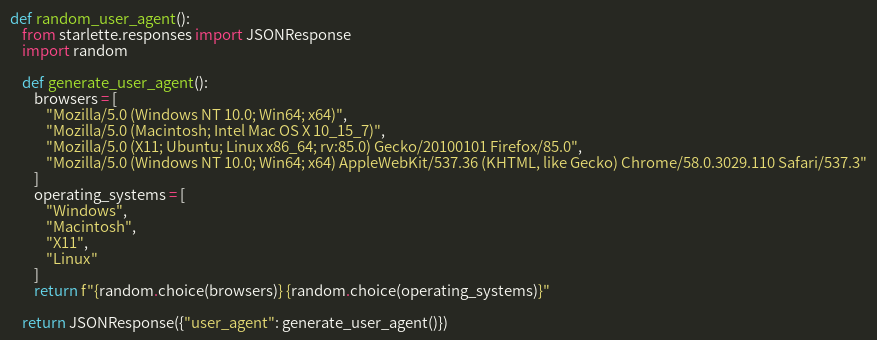 def random_user_agent():
    from starlette.responses import JSONResponse
    import random

    def generate_user_agent():
        browsers = [
            "Mozilla/5.0 (Windows NT 10.0; Win64; x64)",
            "Mozilla/5.0 (Macintosh; Intel Mac OS X 10_15_7)",
            "Mozilla/5.0 (X11; Ubuntu; Linux x86_64; rv:85.0) Gecko/20100101 Firefox/85.0",
            "Mozilla/5.0 (Windows NT 10.0; Win64; x64) AppleWebKit/537.36 (KHTML, like Gecko) Chrome/58.0.3029.110 Safari/537.3"
        ]
        operating_systems = [
            "Windows",
            "Macintosh",
            "X11",
            "Linux"
        ]
        return f"{random.choice(browsers)} {random.choice(operating_systems)}"

    return JSONResponse({"user_agent": generate_user_agent()})